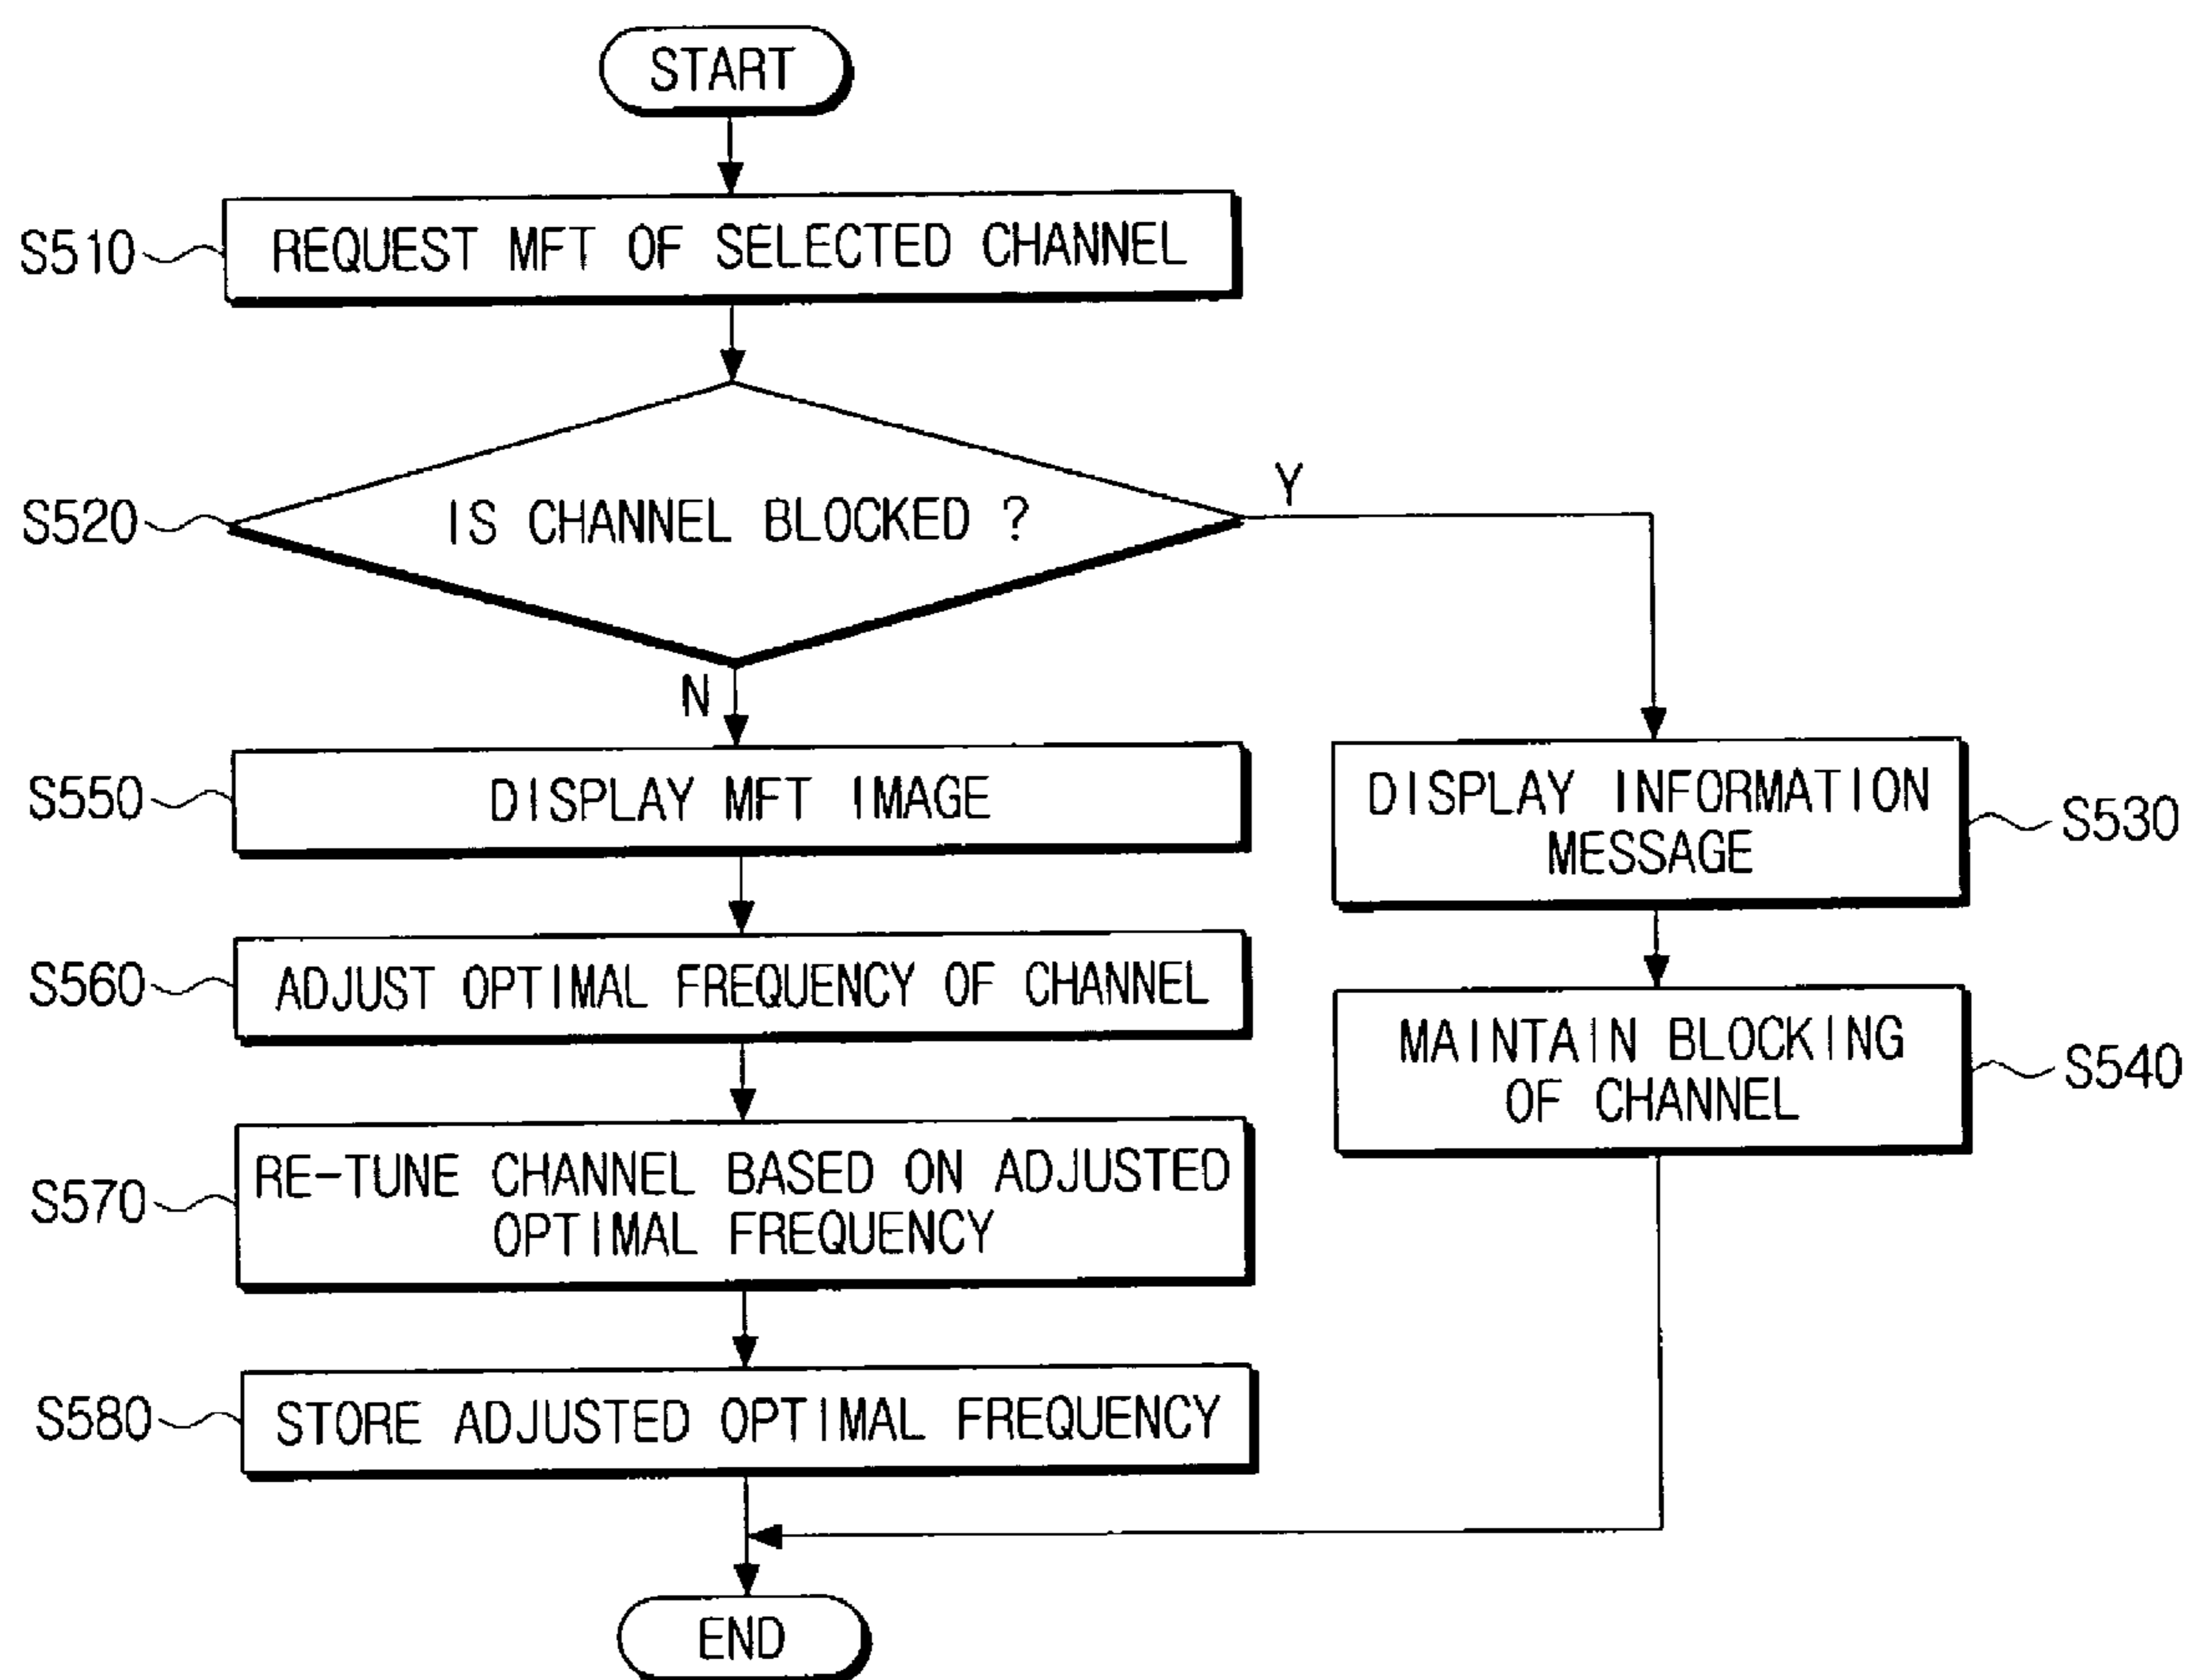 START
S510
REQUEST MFT OF SELECTED CHANNEL
S520
IS CHANNEL BLOCKED ?
Y
N
S550
DISPLAY MFT IMAGE
DISPLAY INFORMATION
MESSAGE
S530
S560
ADJUST OPTIMAL FREQUENCY OF CHANNEL
MAINTAIN BLOCKING
OF CHANNEL
S540
S570
RE-TUNE CHANNEL BASED ON ADJUSTED
OPTIMAL FREQUENCY
S580
STORE ADJUSTED OPTIMAL FREQUENCY
END